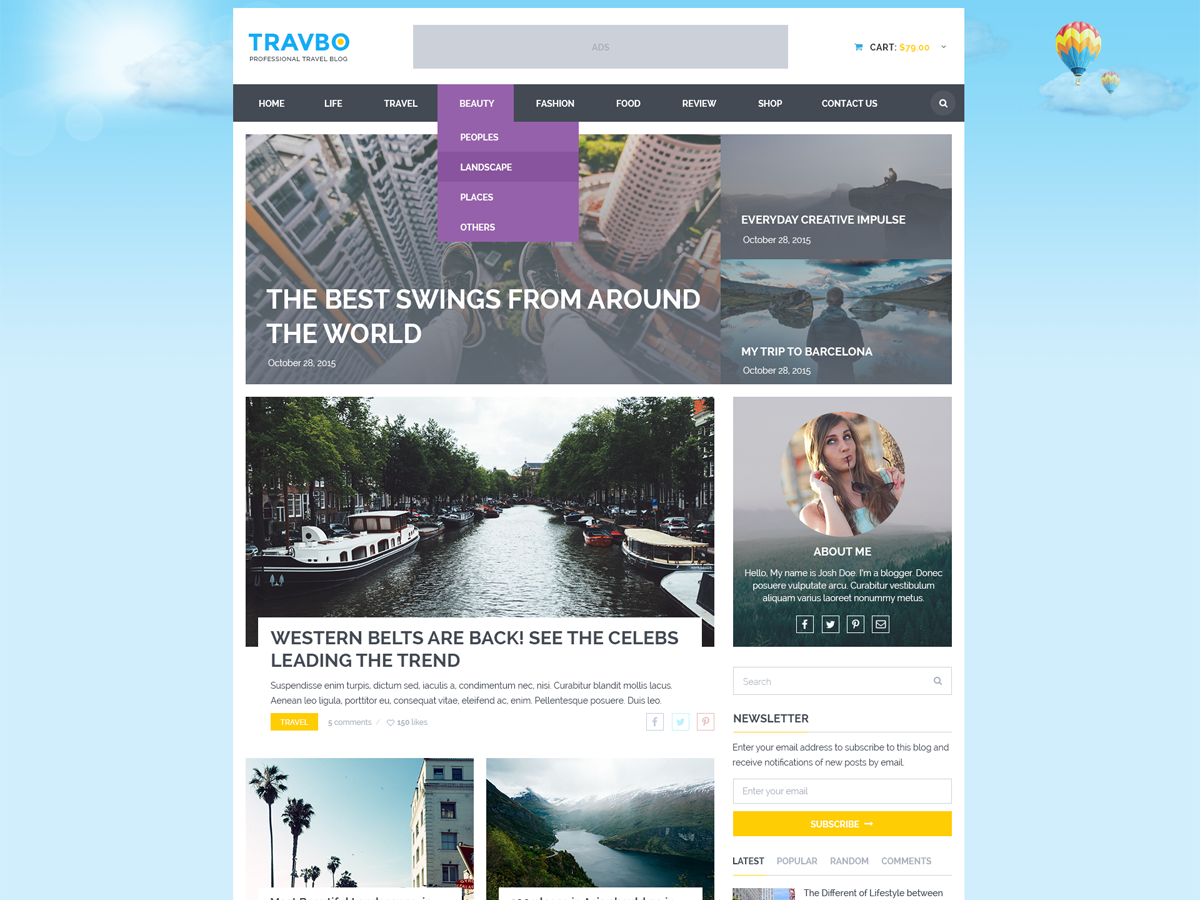 TRAVBO
PROFESSIONAL TRAVEL BLOG
ADS
CART: $79.00
HOME LIFE TRAVEL BEAUTY FASHION FOOD REVIEW SHOP CONTACT US
PEOPLES
LANDSCAPE
PLACES
OTHERS
THE BEST SWINGS FROM AROUND
THE WORLD
October 28, 2015
EVERYDAY CREATIVE IMPULSE
October 28, 2015
MY TRIP TO BARCELONA
October 28, 2015
WESTERN BELTS ARE BACK! SEE THE CELEBS
LEADING THE TREND
Suspendisse enim turpis, dictum sed, iaculis a, condimentum nec, nisi. Curabitur blandit mollis lacus.
Aenean leo ligula, porttitor eu, consequat vitae, eleifend ac, enim. Pellentesque posuere. Duis leo.
TRAVEL 5 comments / 150 likes
ABOUT ME
Hello, My name is Josh Doe. I'm a blogger. Donec
posuere vulputate arcu. Curabitur vestibulum
aliquam varius laoreet nonummy metus.
Search
NEWSLETTER
Enter your email address to subscribe to this blog and
receive notifications of new posts by email.
Enter your email
SUBSCRIBE →
LATEST POPULAR RANDOM COMMENTS
The Different of Lifestyle between